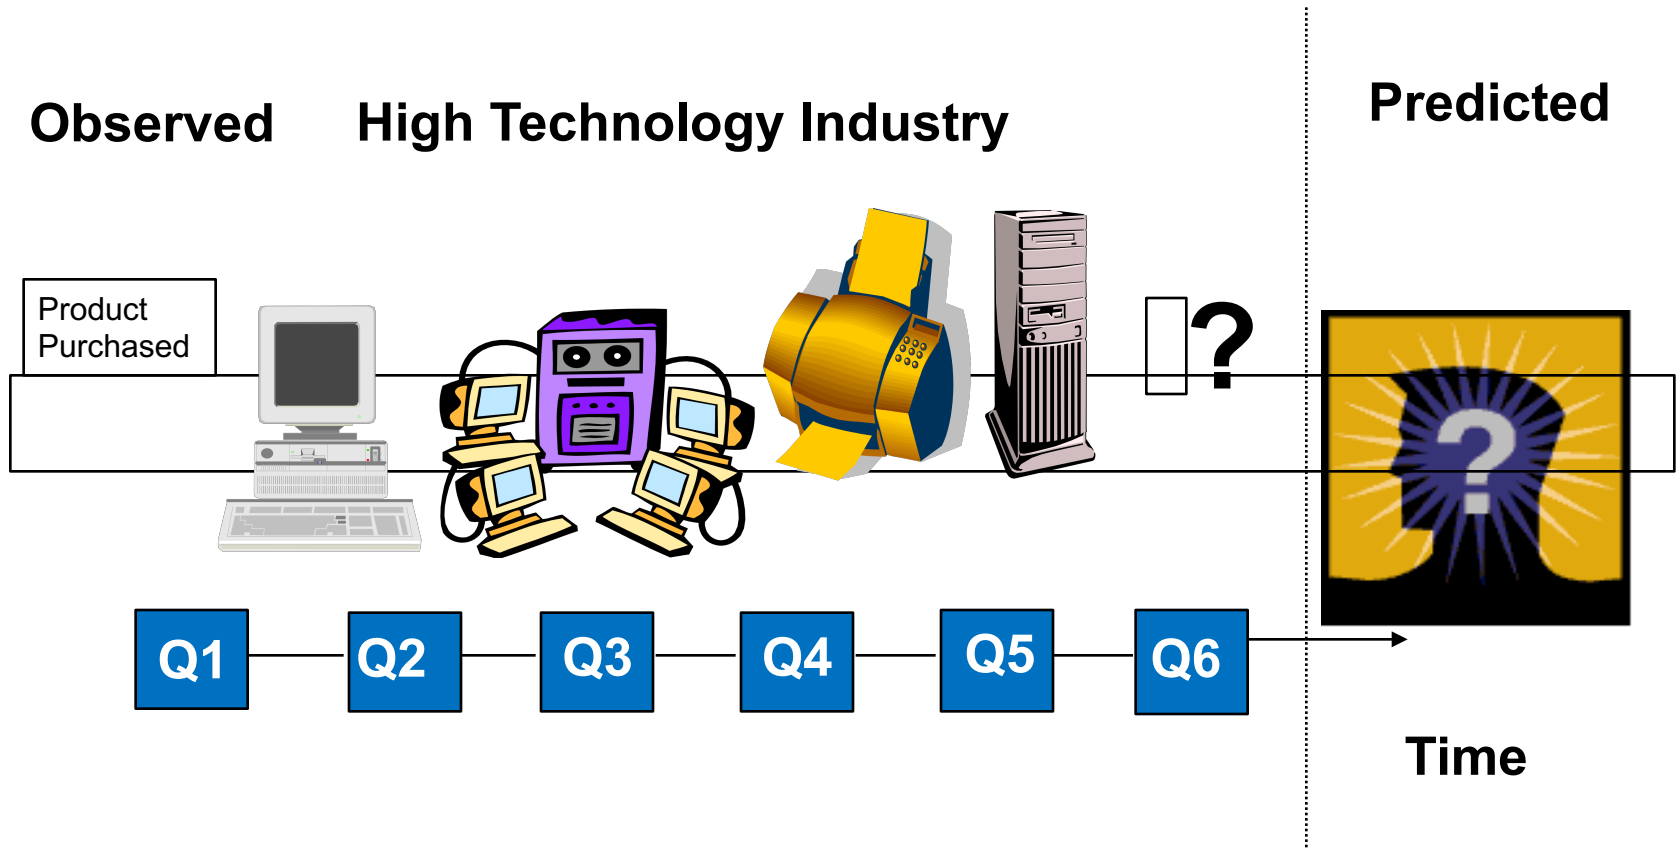 Observed
High Technology Industry
Predicted
Product
Purchased
?
?
Q1
Q2
Q3
Q4
Q5
Q6
Time